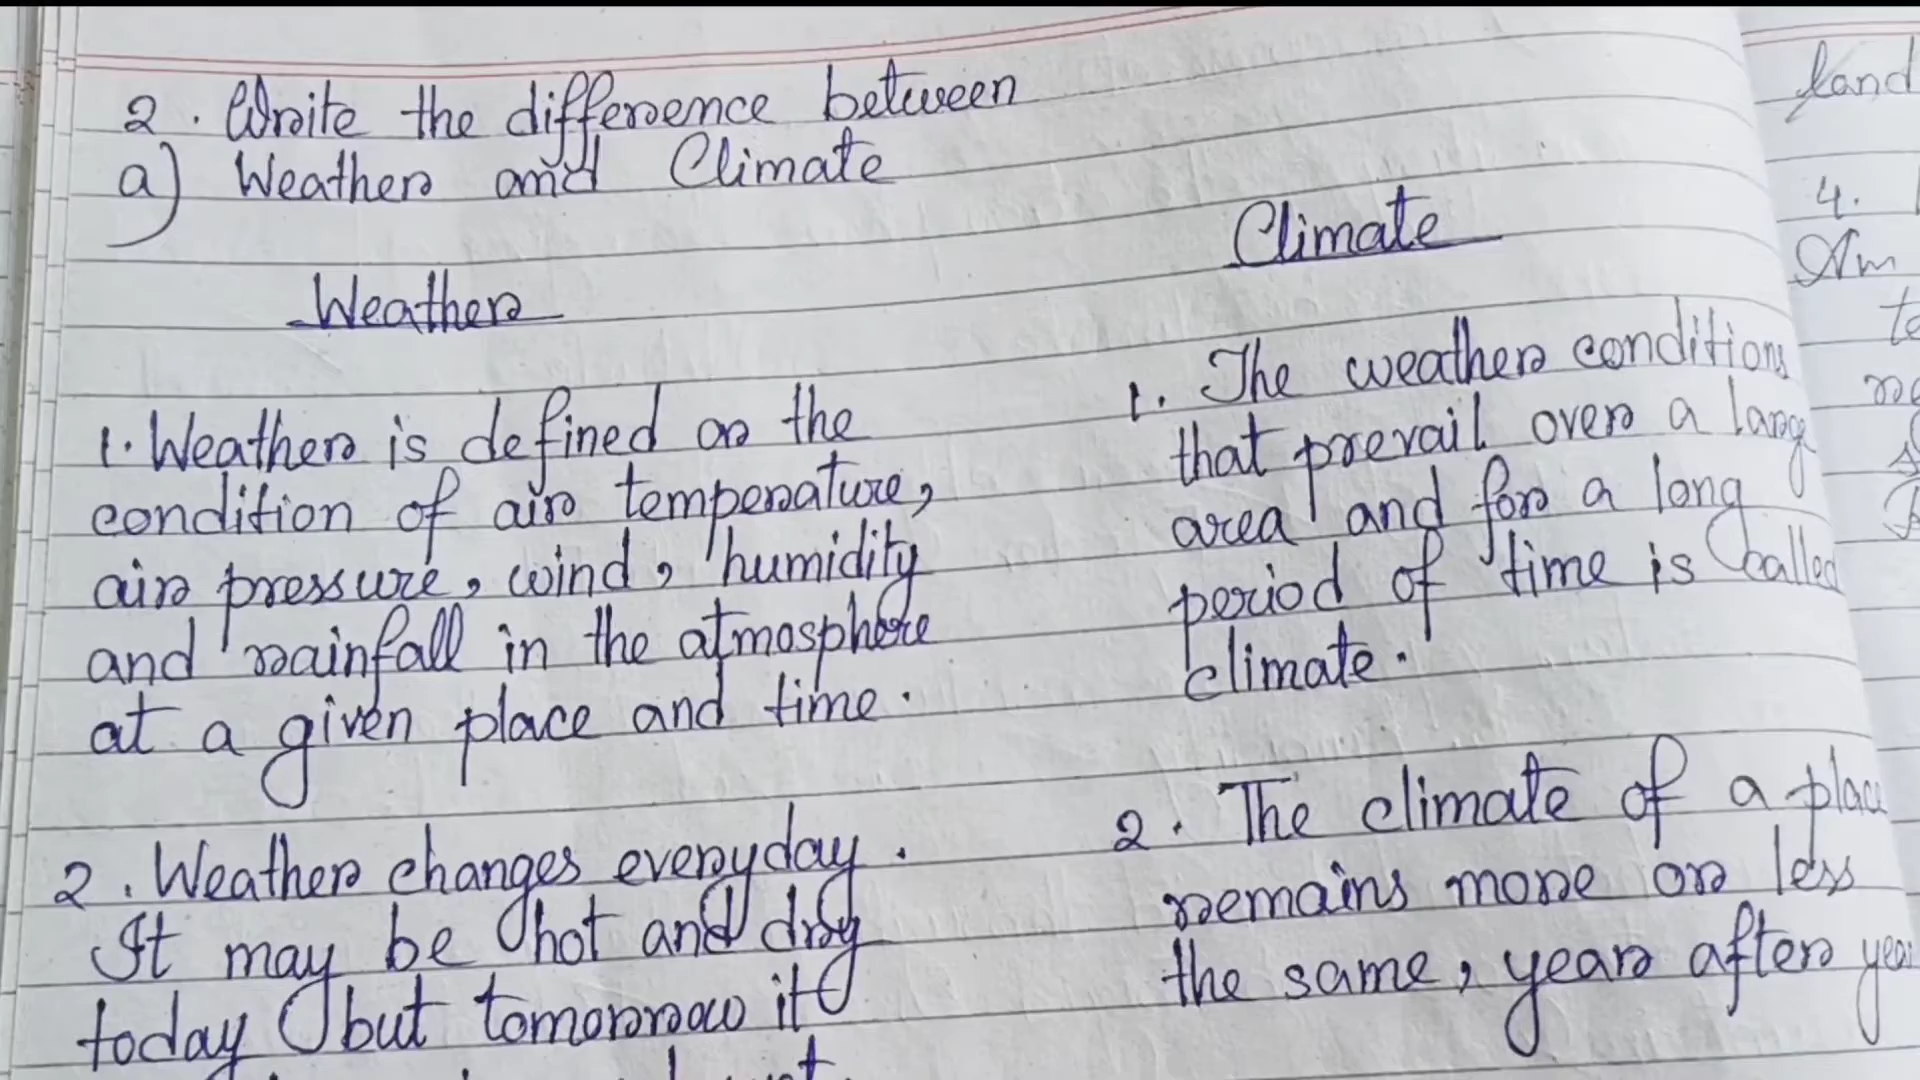 2. Write the difference between
a) Weather and Climate
Weather
1. Weather is defined as the
condition of air temperature,
air pressure, wind, humidity
and rainfall in the atmosphere
at a given place and time.
2. Weather changes everyday.
It may be hot and dry
today but tomorrow it
Climate
1. The weather conditions
that prevail over a large
area and for a long
period of time is called
climate.
2. The climate of a place
remains more or less
the same, year after year
land
4.